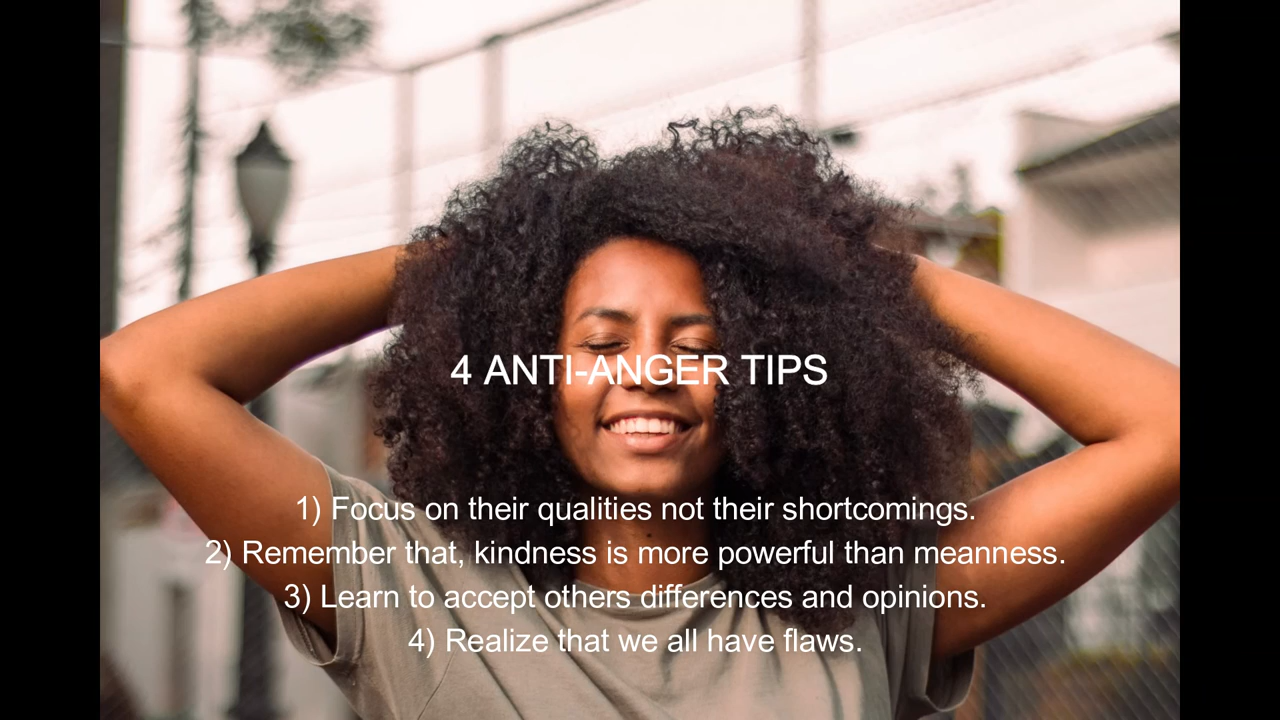 4 ANTI-ANGER TIPS
1) Focus on their qualities not their shortcomings.
2) Remember that, kindness is more powerful than meanness.
3) Learn to accept others differences and opinions.
4) Realize that we all have flaws.